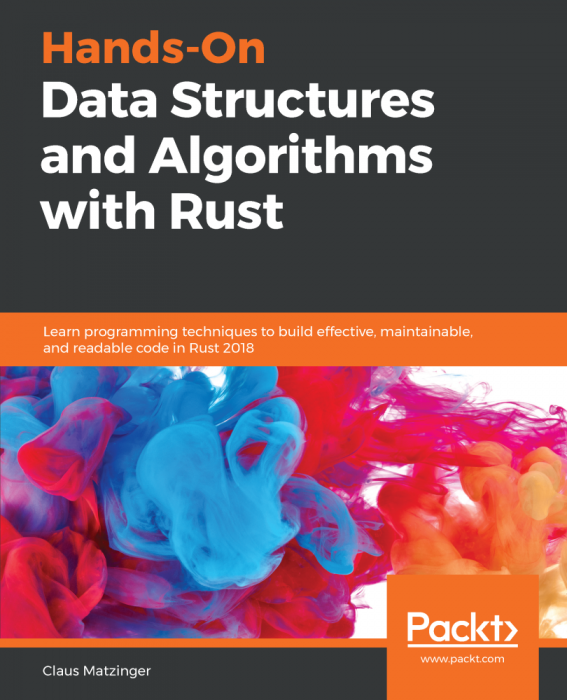 Hands-On
Data Structures
and Algorithms
with Rust
Learn programming techniques to build effective, maintainable,
and readable code in Rust 2018
Packt>
www.packt.com
Claus Matzinger